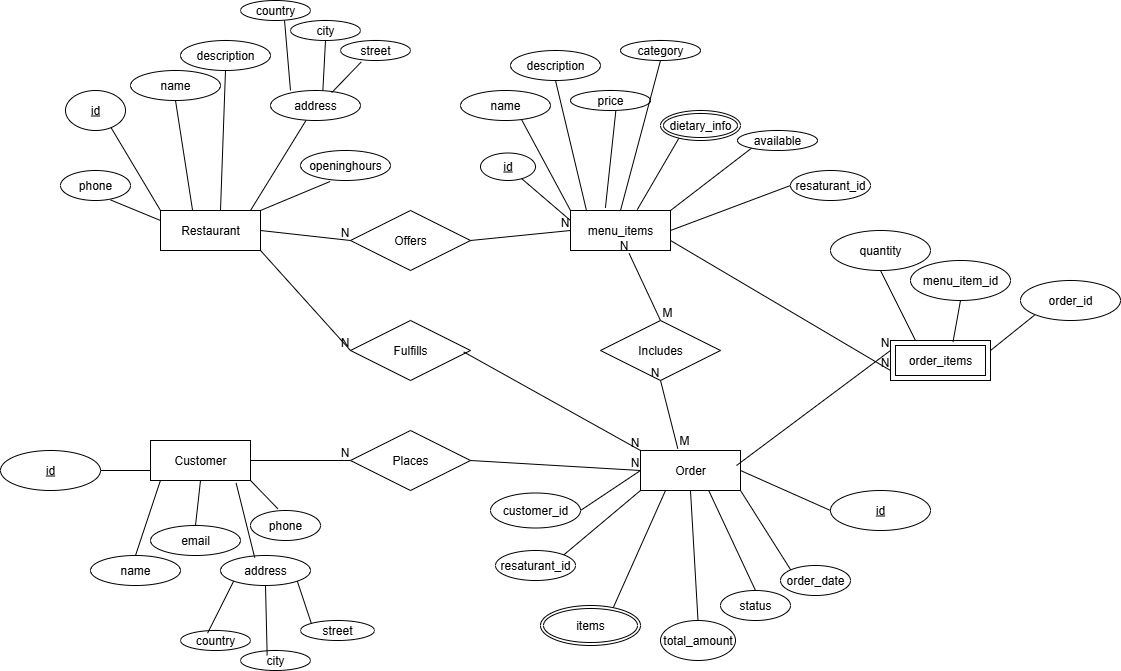 country
city
street
description
name
address
id
phone
openinghours
Restaurant
N
Offers
N
category
description
price
name
dietary_info
available
id
resaturant_id
menu_items
N
quantity
menu_item_id
order_id
M
Includes
N
N
N
order_items
N
Fulfills
N
M
Customer
N
Places
N
Order
id
id
customer_id
phone
email
name
address
resaturant_id
order_date
status
items
total_amount
country
street
city